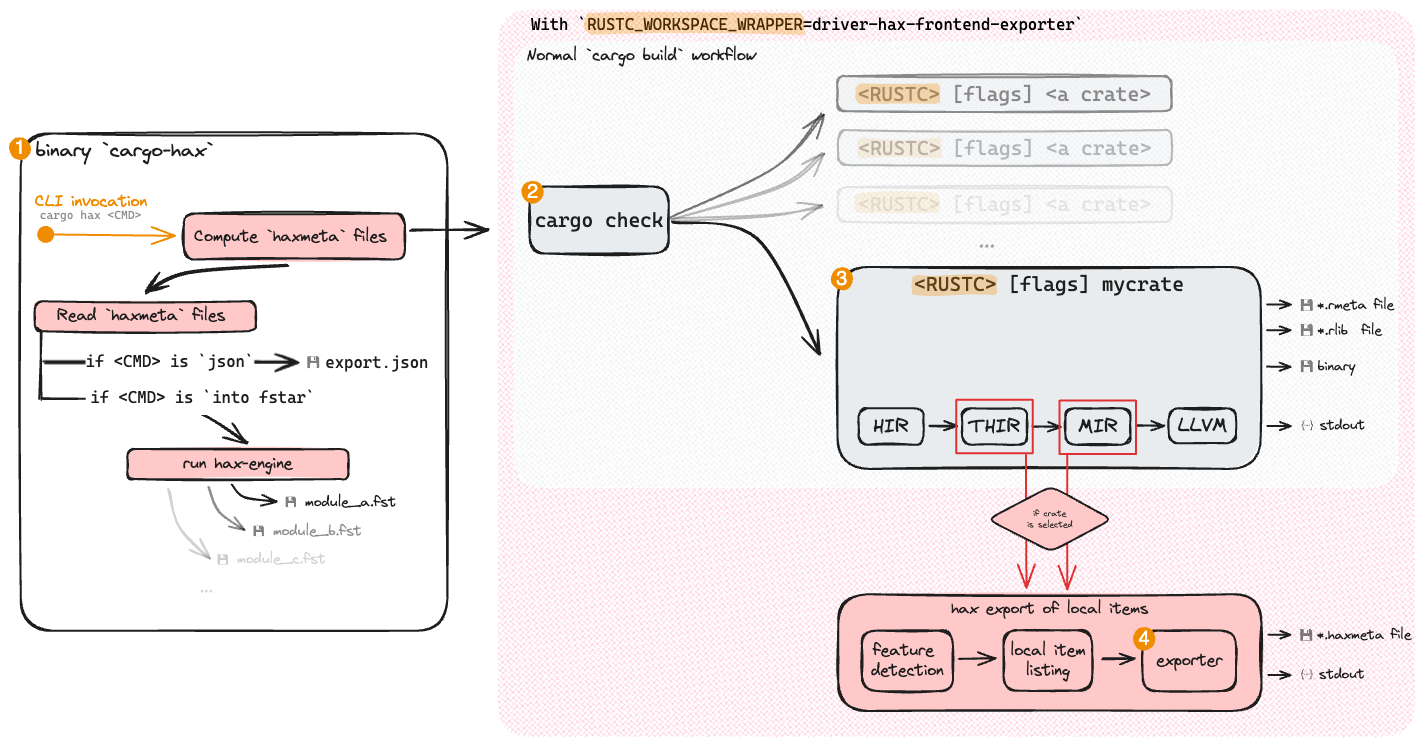 With `RUSTC_WORKSPACE_WRAPPER=driver-hax-frontend-exporter`
Normal `cargo build` workflow
1
binary `cargo-hax`
CLI invocation
cargo hax <CMD>
Compute `haxmeta` files
Read `haxmeta` files
if <CMD> is `json`
export.json
if <CMD> is `into fstar`
run hax-engine
module_a.fst
module_b.fst
module_c.fst
...
2
cargo check
<RUSTC> [flags] <a crate>
<RUSTC> [flags] <a crate>
<RUSTC> [flags] <a crate>
...
3
<RUSTC> [flags] mycrate
HIR
THIR
MIR
LLVM
*.rmeta file
*.rlib file
binary
{-} stdout
if crate
is selected
hax export of local items
feature
detection
local item
listing
4
exporter
*.haxmeta file
{-} stdout